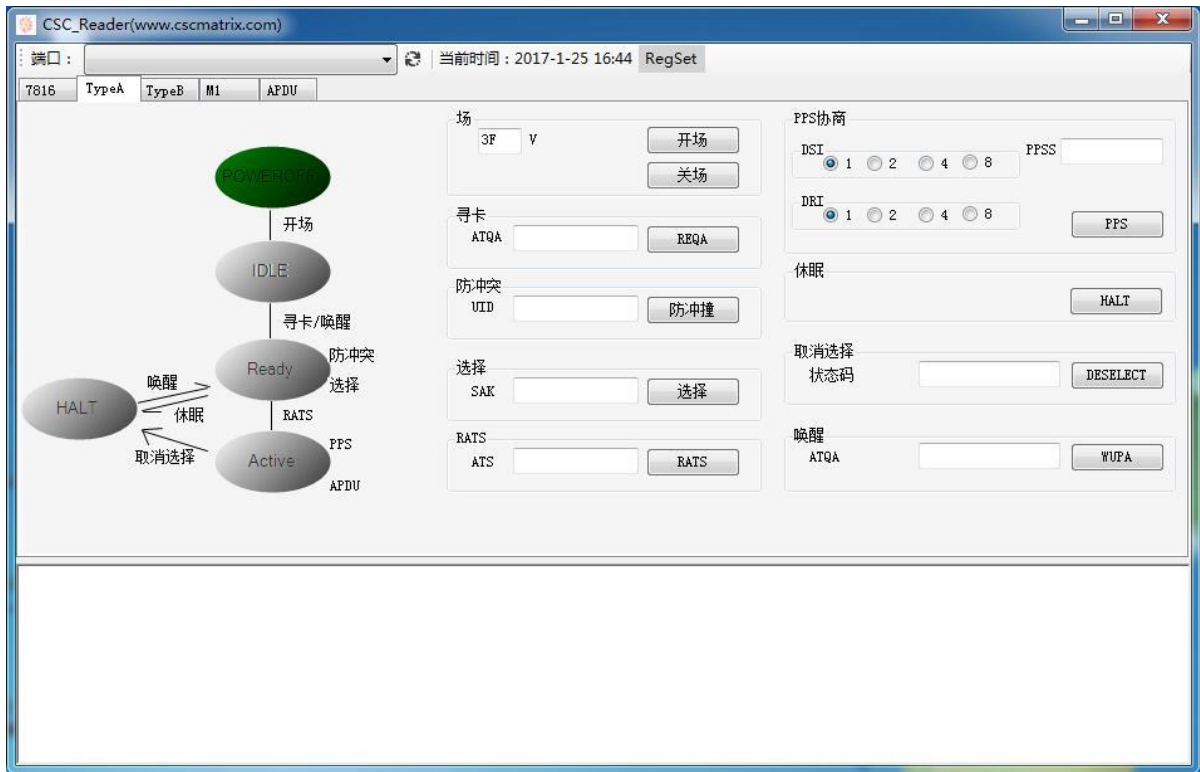 CSC_Reader(www.cscmatrix.com)
端口：
当前时间：2017-1-25 16:44 RegSet
7816 TypeA TypeB M1 APDU
POWEROFF
开场
IDLE
寻卡/唤醒
Ready
防冲突
选择
HALT
唤醒
休眠
RATS
取消选择
Active
PPS
APDU
场
3F V 开场
关场
寻卡
ATQA REQA
防冲突
UID 防冲撞
选择
SAK 选择
RATS
ATS RATS
PPS协商
DSI 1 2 4 8 PPSS
DRI 1 2 4 8
PPS
休眠
HALT
取消选择
状态码 DESELECT
唤醒
ATQA WUPA